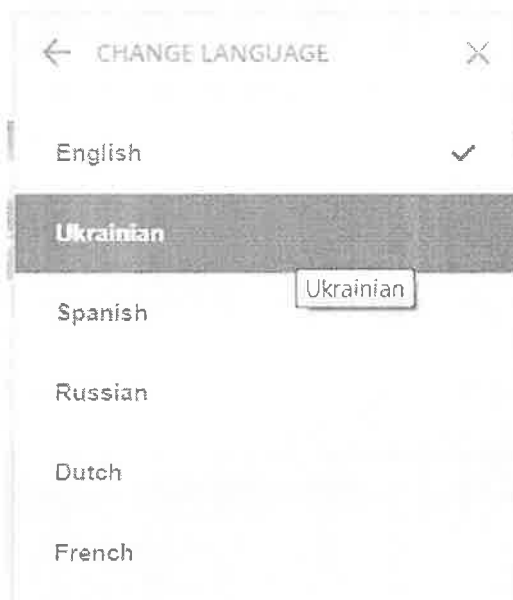 CHANGE LANGUAGE
English
Ukrainian
Ukrainian
Spanish
Russian
Dutch
French